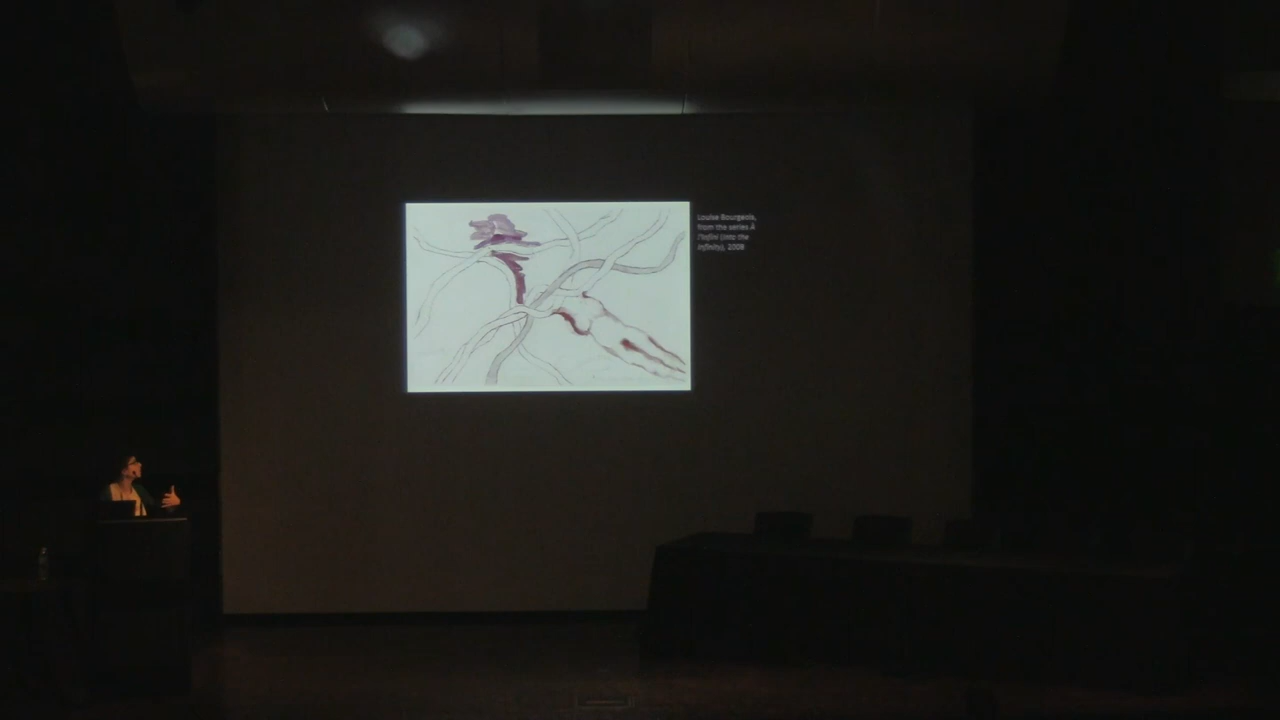 Louise Bourgeois,
from the series À
l'infini (Into the
Infinity), 2008